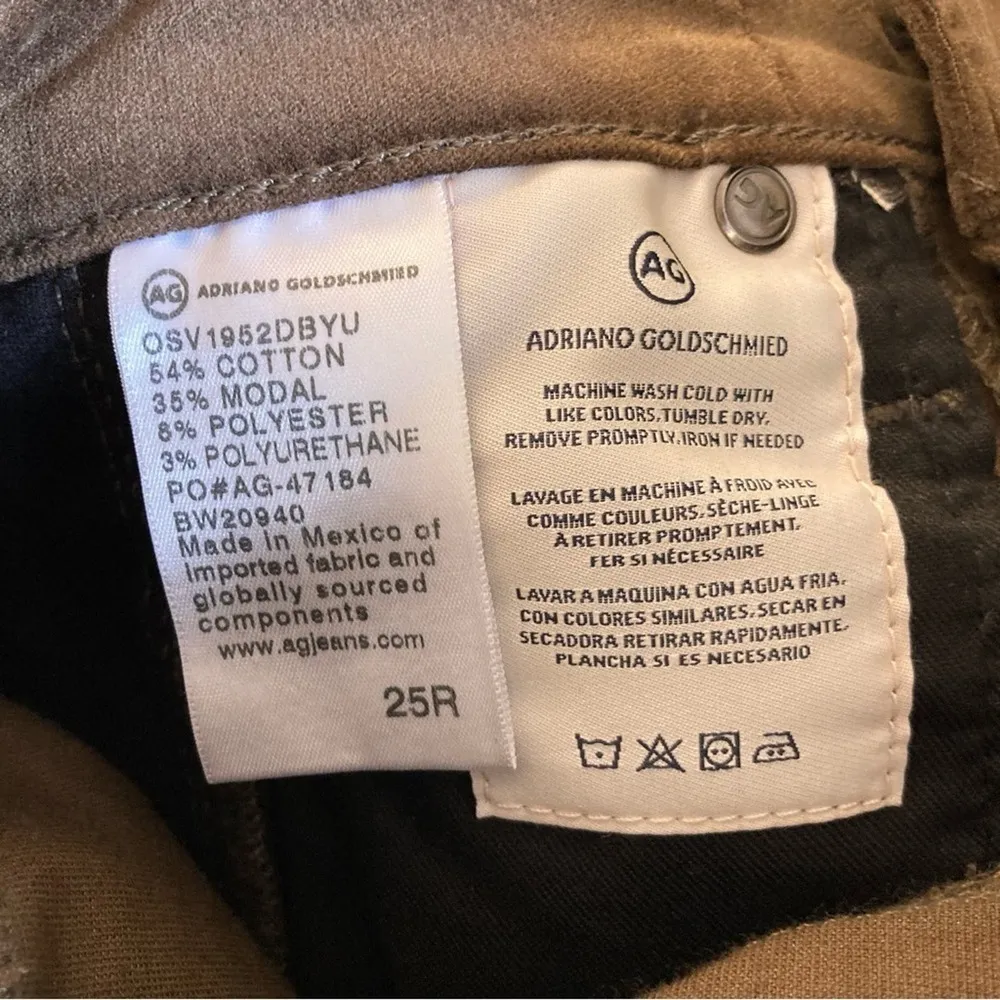 AG ADRIANO GOLDSCHMIED
OSV1952DBYU
54% COTTON
35% MODAL
8% POLYESTER
3% POLYURETHANE
PO#AG-47184
BW20940
Made In Mexico of
Imported fabric and
globally sourced
components
www.agjeans.com
25R
AG
AG
ADRIANO GOLDSCHMIED
MACHINE WASH COLD WITH
LIKE COLORS. TUMBLE DRY.
REMOVE PROMPTLY. IRON IF NEEDED
LAVAGE EN MACHINE À FROID AVEC
COMME COULEURS. SÈCHE-LINGE
À RETIRER PROMPTEMENT.
FER SI NÉCESSAIRE
LAVAR A MAQUINA CON AGUA FRIA.
CON COLORES SIMILARES. SECAR EN
SECADORA RETIRAR RAPIDAMENTE.
PLANCHA SI ES NECESARIO